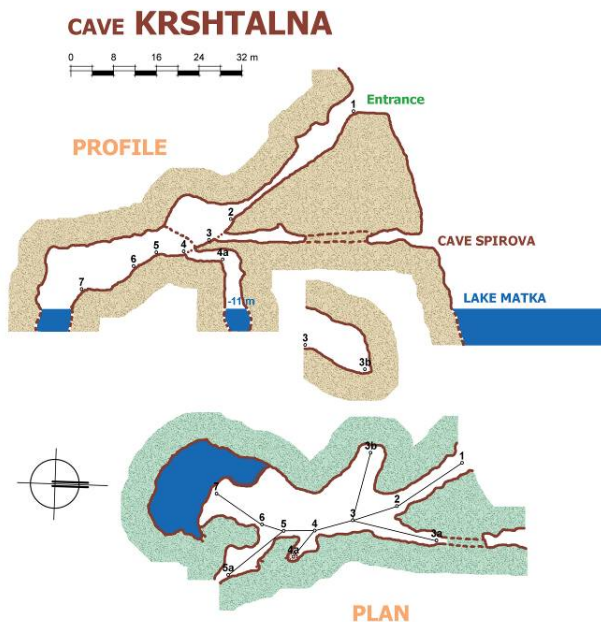 CAVE KRSHTALNA
0 8 16 24 32 m
1
Entrance
PROFILE
2
3
5
4
4a
6
7
CAVE SPIROVA
-11 m
LAKE MATKA
3
3b
3b
1
7
2
6
5
4
3
3a
4a
5a
PLAN